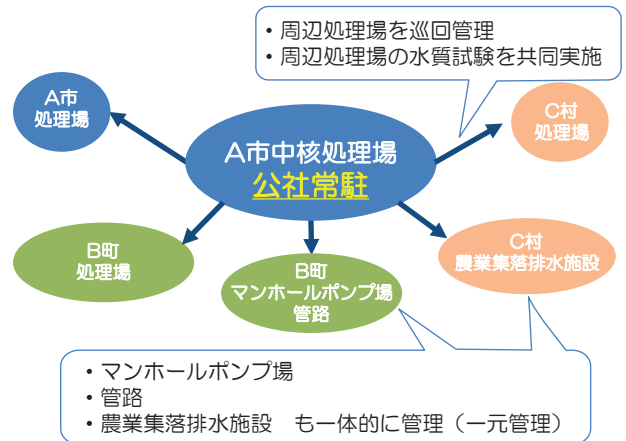 ・周辺処理場を巡回管理
・周辺処理場の水質試験を共同実施
A市
処理場
A市中核処理場
公社常駐
C村
処理場
B町
処理場
B町
マンホールポンプ場
管路
C村
農業集落排水施設
・マンホールポンプ場
・管路
・農業集落排水施設　も一体的に管理（一元管理）